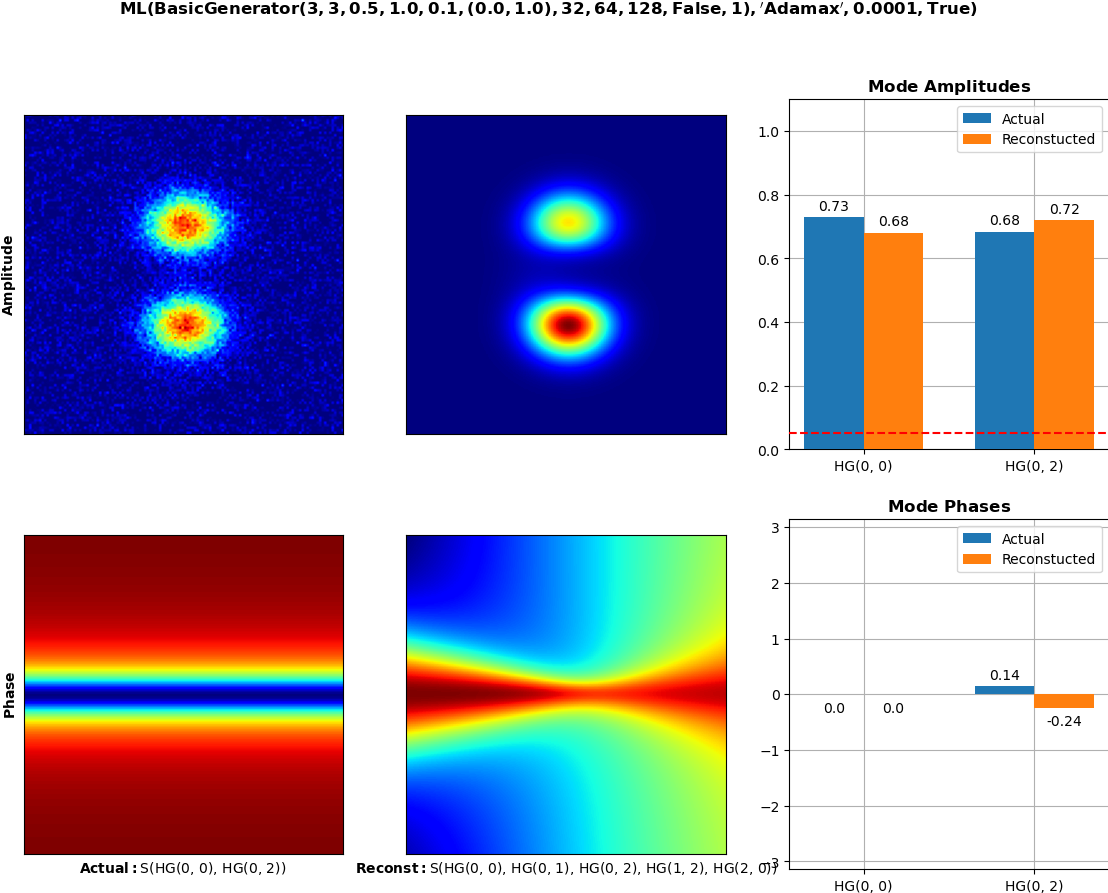 ML(BasicGenerator(3, 3, 0.5, 1.0, 0.1, (0.0, 1.0), 32, 64, 128, False, 1), ′Adamax′, 0.0001, True)
Amplitude
Mode Amplitudes
Actual
Reconstucted
1.0
0.8
0.6
0.4
0.2
0.0
0.73
0.68
0.68
0.72
HG(0, 0)
HG(0, 2)
Phase
Actual: S(HG(0, 0), HG(0, 2))
Reconst: S(HG(0, 0), HG(0, 1), HG(0, 2), HG(1, 2), HG(2, 0))
Mode Phases
Actual
Reconstucted
3
2
1
0
−1
−2
−3
0.0
0.0
0.14
-0.24
HG(0, 0)
HG(0, 2)